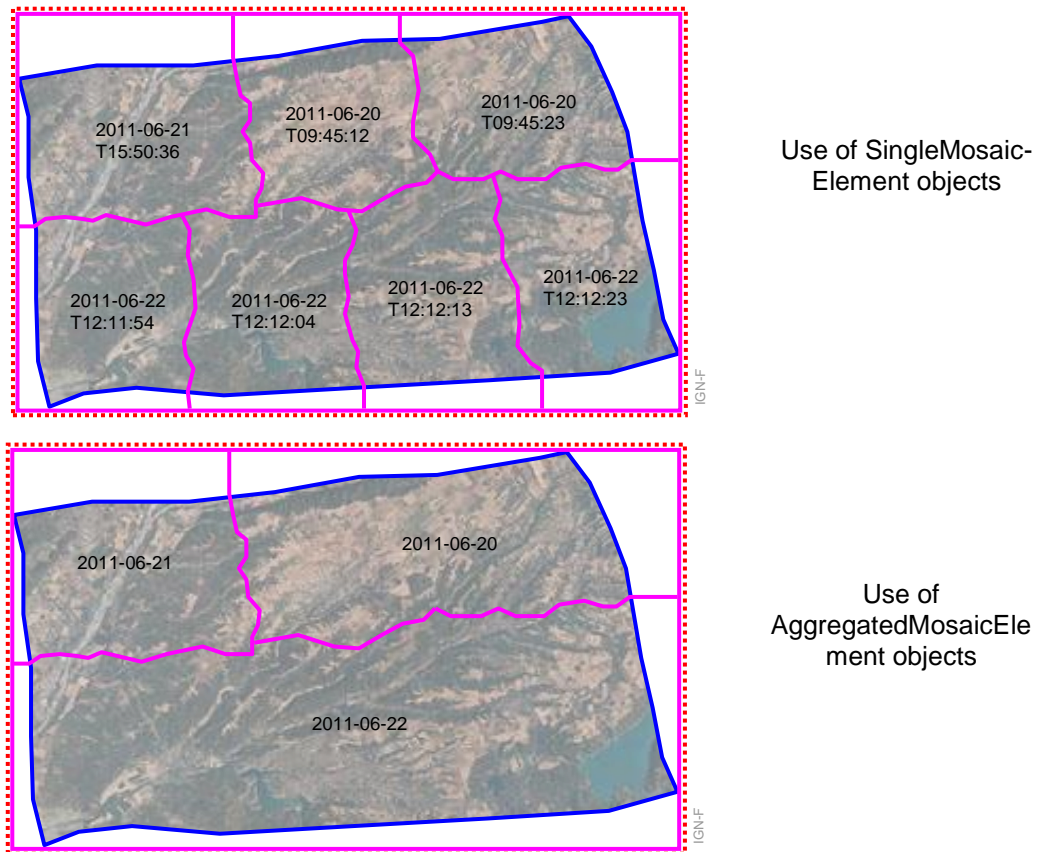 2011-06-21
T15:50:36
2011-06-20
T09:45:12
2011-06-20
T09:45:23
2011-06-22
T12:11:54
2011-06-22
T12:12:04
2011-06-22
T12:12:13
2011-06-22
T12:12:23
IGN-F
Use of SingleMosaic-
Element objects
2011-06-21
2011-06-20
2011-06-22
IGN-F
Use of
AggregatedMosaicEle
ment objects